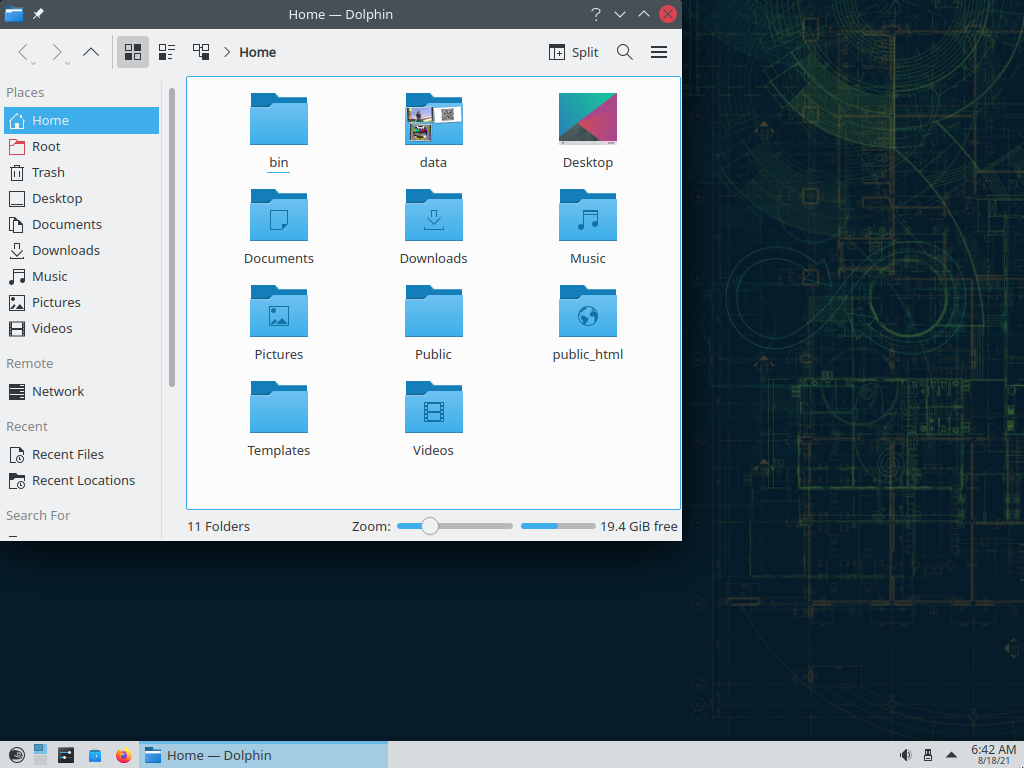 Home — Dolphin
Home
Split
Places
Home
Root
Trash
Desktop
Documents
Downloads
Music
Pictures
Videos
Remote
Network
Recent
Recent Files
Recent Locations
Search For
bin
data
Desktop
Documents
Downloads
Music
Pictures
Public
public_html
Templates
Videos
11 Folders
Zoom:
19.4 GiB free
Home — Dolphin
6:42 AM
8/18/21